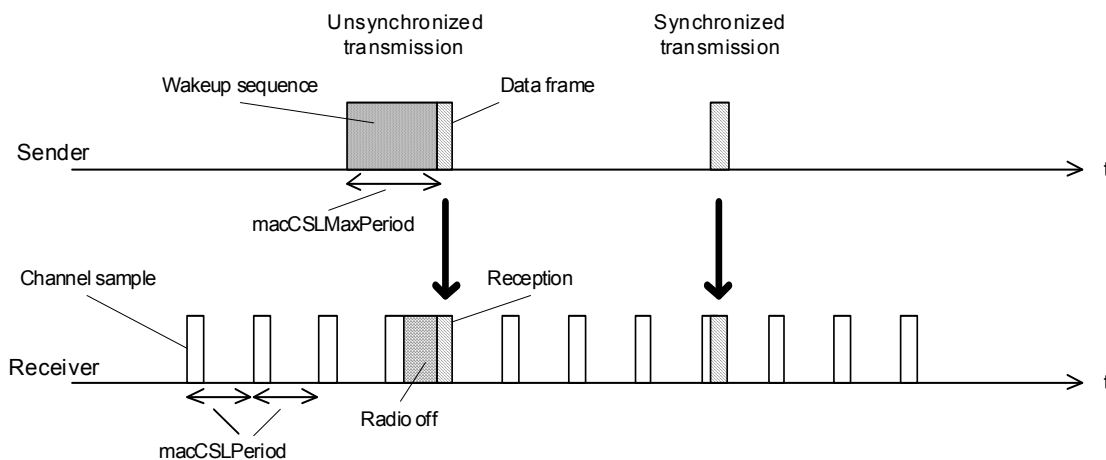 Unsynchronized
transmission
Synchronized
transmission
Wakeup sequence
Data frame
Sender
t
macCSLMaxPeriod
Channel sample
Reception
Receiver
t
Radio off
macCSLPeriod